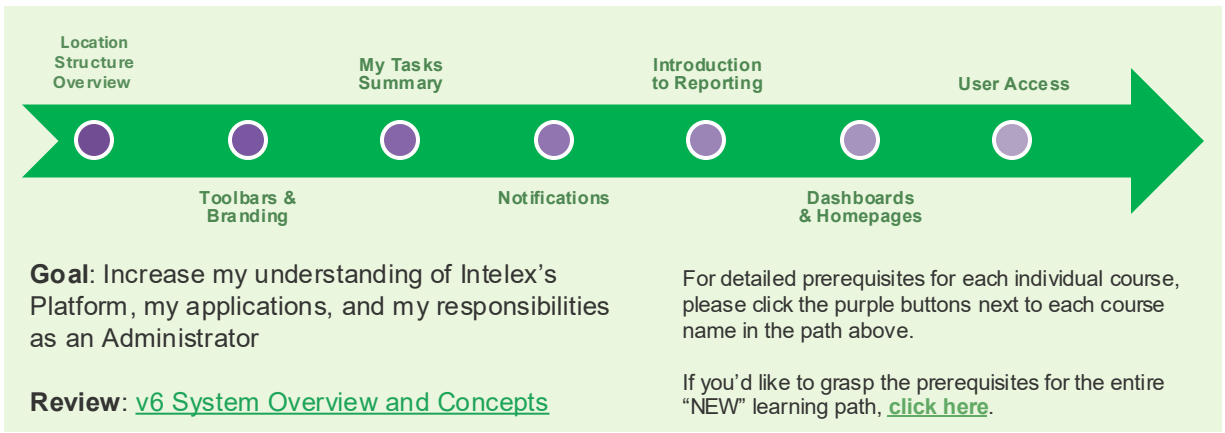 Location
Structure
Overview
My Tasks
Summary
Introduction
to Reporting
User Access
Toolbars &
Branding
Notifications
Dashboards
& Homepages
Goal: Increase my understanding of Intelex’s
Platform, my applications, and my responsibilities
as an Administrator
Review: v6 System Overview and Concepts
For detailed prerequisites for each individual course,
please click the purple buttons next to each course
name in the path above.
If you’d like to grasp the prerequisites for the entire
“NEW” learning path, click here.